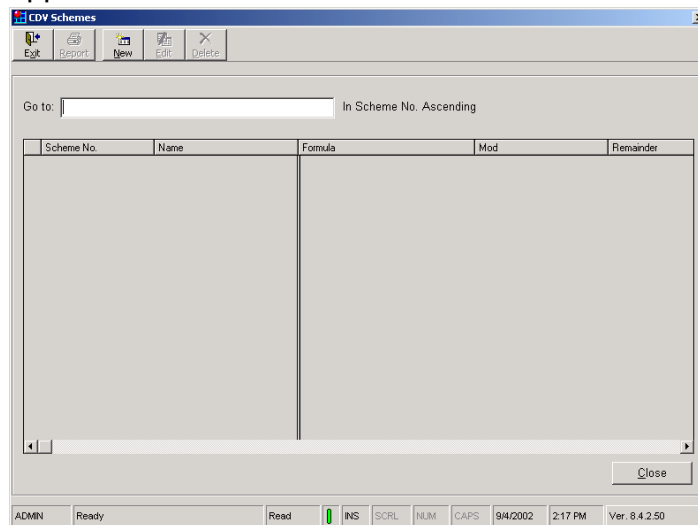 CDV Schemes
Exit Report New Edit Delete
Go to: In Scheme No. Ascending
Scheme No. Name Formula Mod Remainder
Close
ADMIN Ready Read INS SCRL NUM CAPS 9/4/2002 2:17 PM Ver. 8.4.2.50